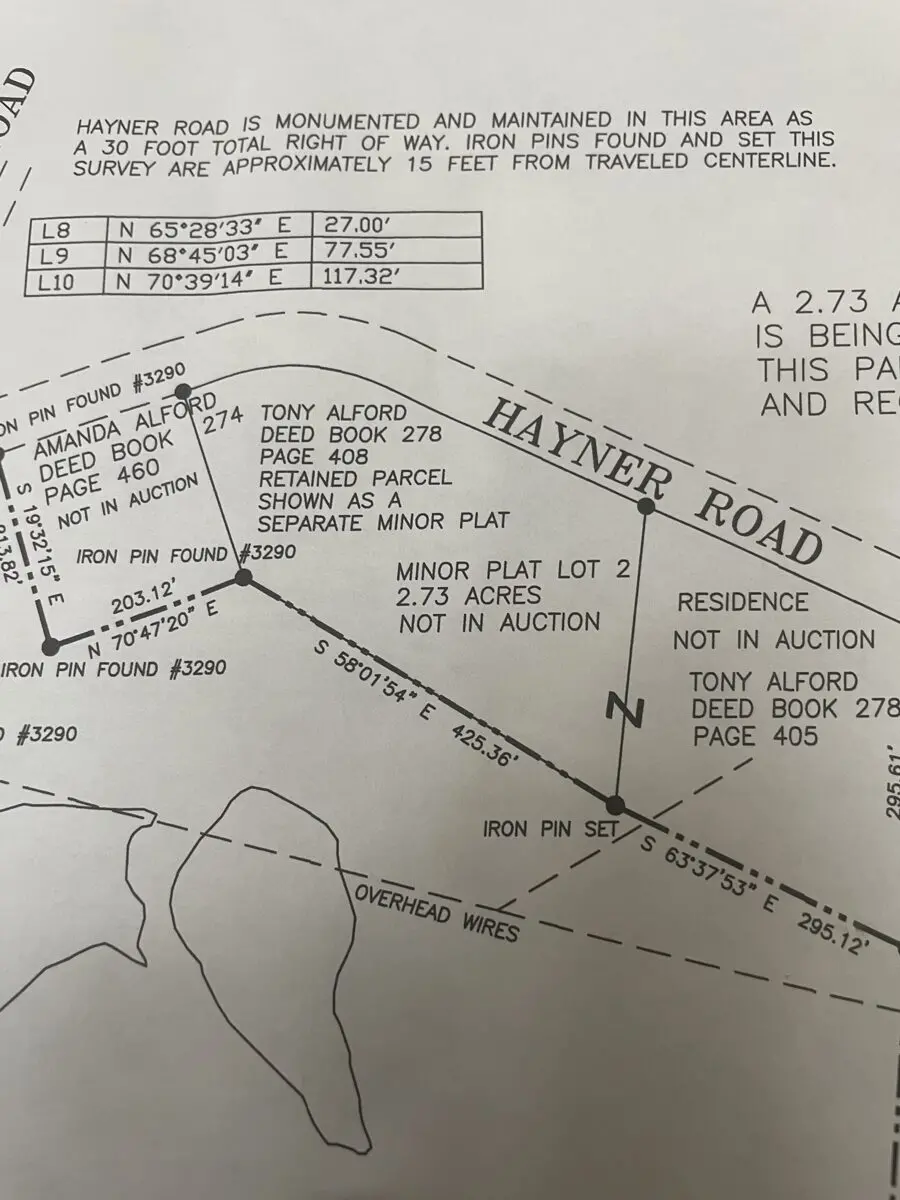 OAD
HAYNER ROAD IS MONUMENTED AND MAINTAINED IN THIS AREA AS
A 30 FOOT TOTAL RIGHT OF WAY. IRON PINS FOUND AND SET THIS
SURVEY ARE APPROXIMATELY 15 FEET FROM TRAVELED CENTERLINE.
L8 N 65°28'33" E 27.00'
L9 N 68°45'03" E 77.55'
L10 N 70°39'14" E 117.32'
A 2.73 A
IS BEING
THIS PA
AND RE
ON PIN FOUND #3290
AMANDA ALFORD
DEED BOOK 274
PAGE 460
NOT IN AUCTION
TONY ALFORD
DEED BOOK 278
PAGE 408
RETAINED PARCEL
SHOWN AS A
SEPARATE MINOR PLAT
HAYNER ROAD
S 19°32'15" E
213.82'
IRON PIN FOUND #3290
203.12'
N 70°47'20" E
IRON PIN FOUND #3290
MINOR PLAT LOT 2
2.73 ACRES
NOT IN AUCTION
RESIDENCE
NOT IN AUCTION
TONY ALFORD
DEED BOOK 278
PAGE 405
S 58°01'54" E 425.36'
Z
D #3290
295.61'
IRON PIN SET
S 63°37'53" E 295.12'
OVERHEAD WIRES